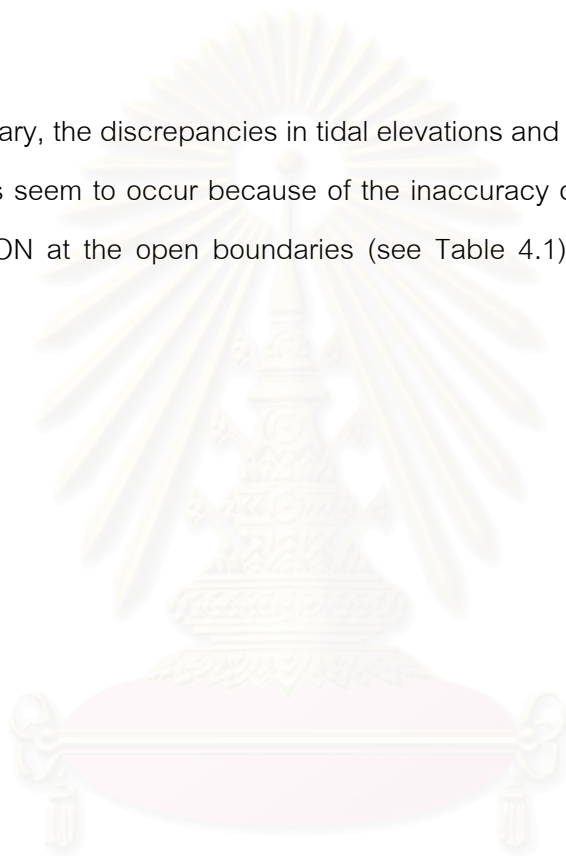 ary, the discrepancies in tidal elevations and
s seem to occur because of the inaccuracy
ON at the open boundaries (see Table 4.1)